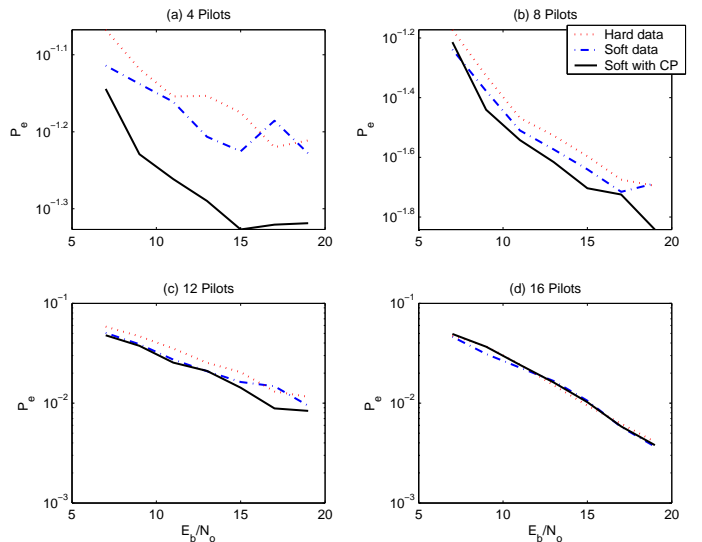 (a) 4 Pilots
10^-1.1
10^-1.2
10^-1.3
P_e
5 10 15 20
(b) 8 Pilots
Hard data
Soft data
Soft with CP
10^-1.2
10^-1.4
10^-1.6
10^-1.8
P_e
5 10 15 20
(c) 12 Pilots
10^-1
10^-2
10^-3
P_e
5 10 15 20
E_b/N_o
(d) 16 Pilots
10^-1
10^-2
10^-3
P_e
5 10 15 20
E_b/N_o